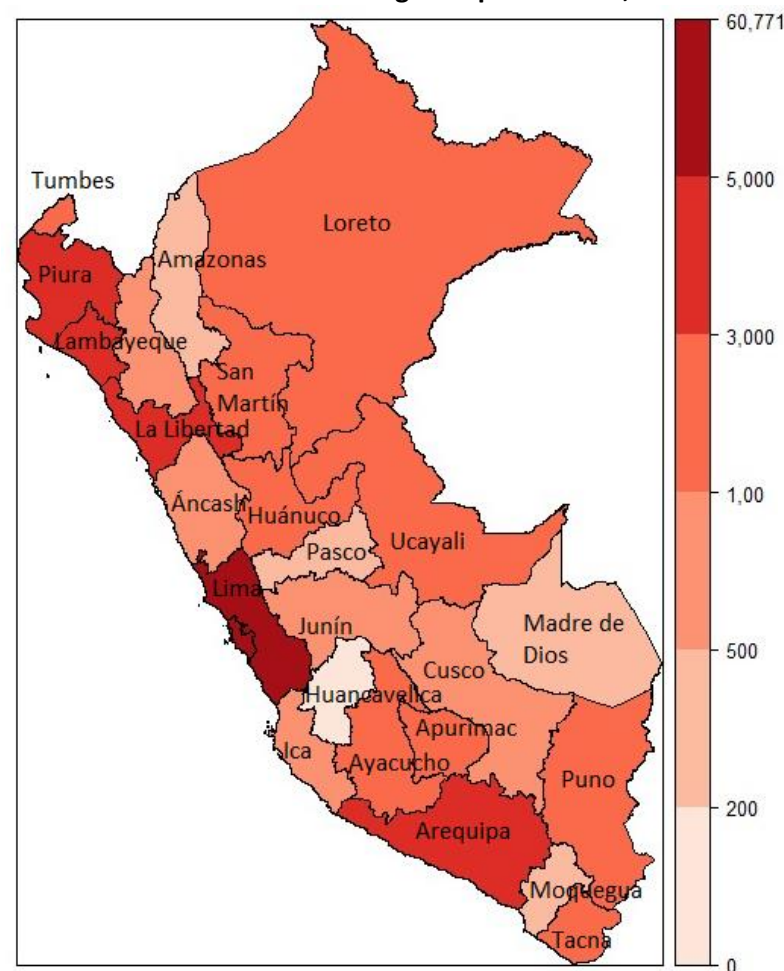 60,771
5,000
3,000
1,00
500
200
0
Tumbes
Loreto
Amazonas
Piura
Lambayeque
San
Martín
La Libertad
Áncash
Huánuco
Ucayali
Pasco
Lima
Junín
Madre de
Dios
Cusco
Huancavelica
Apurimac
Ica
Ayacucho
Puno
Arequipa
Moquegua
Tacna